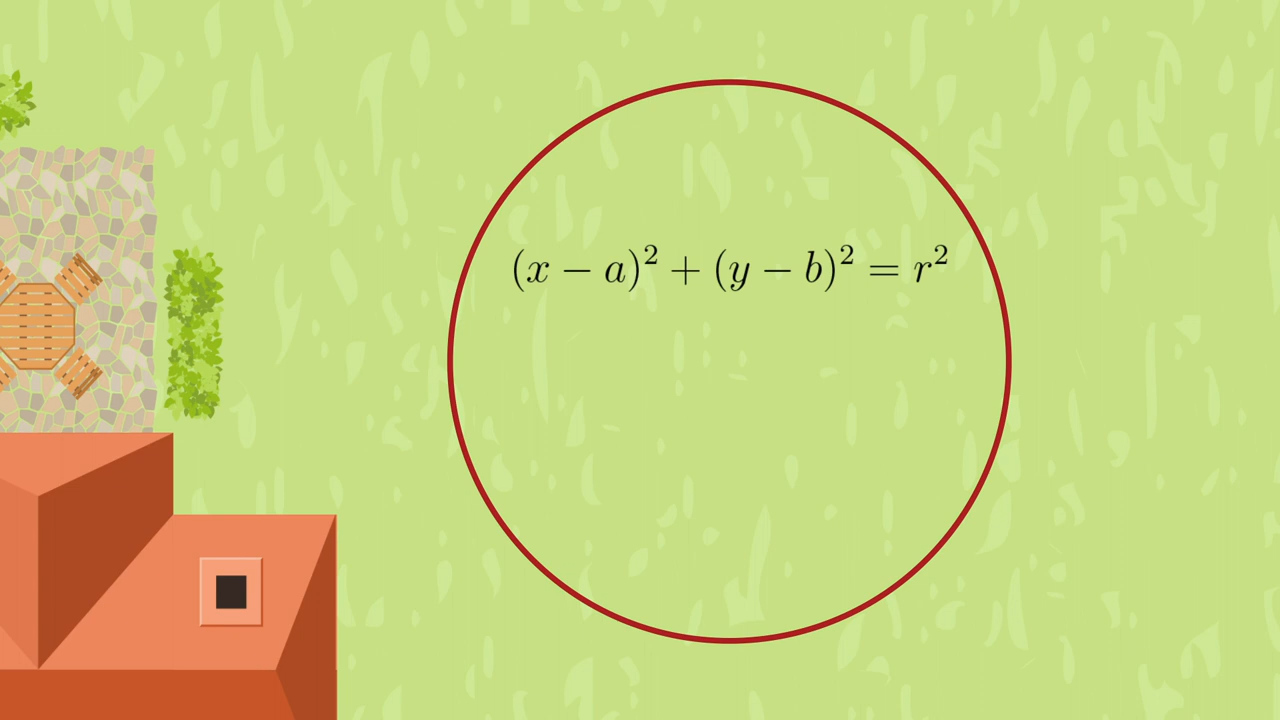 (x − a)² + (y − b)² = r²